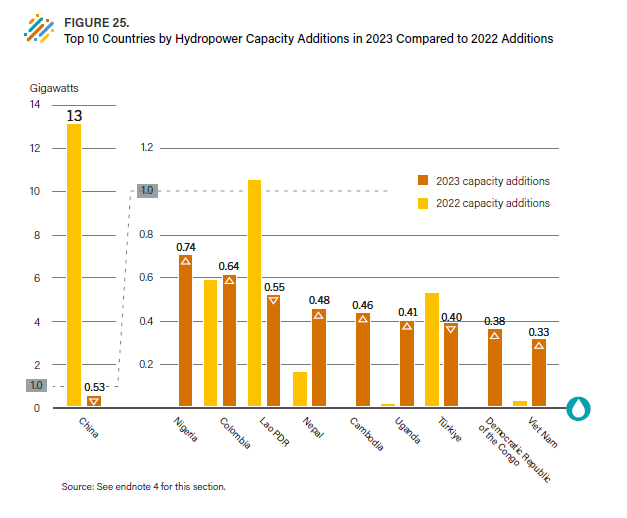 FIGURE 25.
Top 10 Countries by Hydropower Capacity Additions in 2023 Compared to 2022 Additions
Gigawatts
14
13
12
10
8
6
4
2
1.0
0
0.53
1.2
1.0
0.8
0.6
0.4
0.2
2023 capacity additions
2022 capacity additions
0.74
0.64
0.55
0.48
0.46
0.41
0.40
0.38
0.33
China
Nigeria
Colombia
Lao PDR
Nepal
Cambodia
Uganda
Türkiye
Democratic Republic
of the Congo
Viet Nam
Source: See endnote 4 for this section.